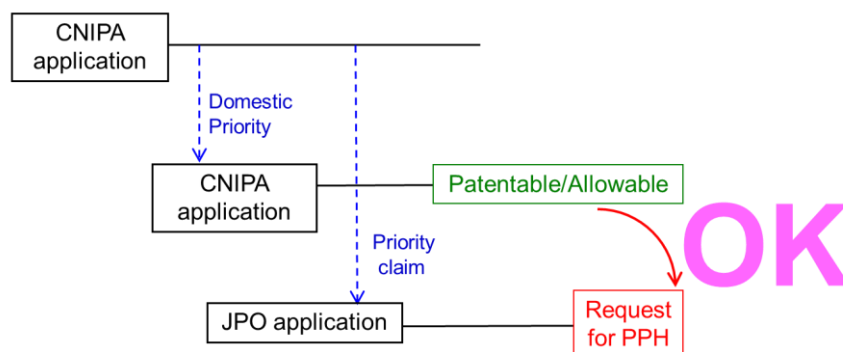 CNIPA
application
Domestic
Priority
CNIPA
application
Patentable/Allowable
OK
Priority
claim
JPO application
Request
for PPH